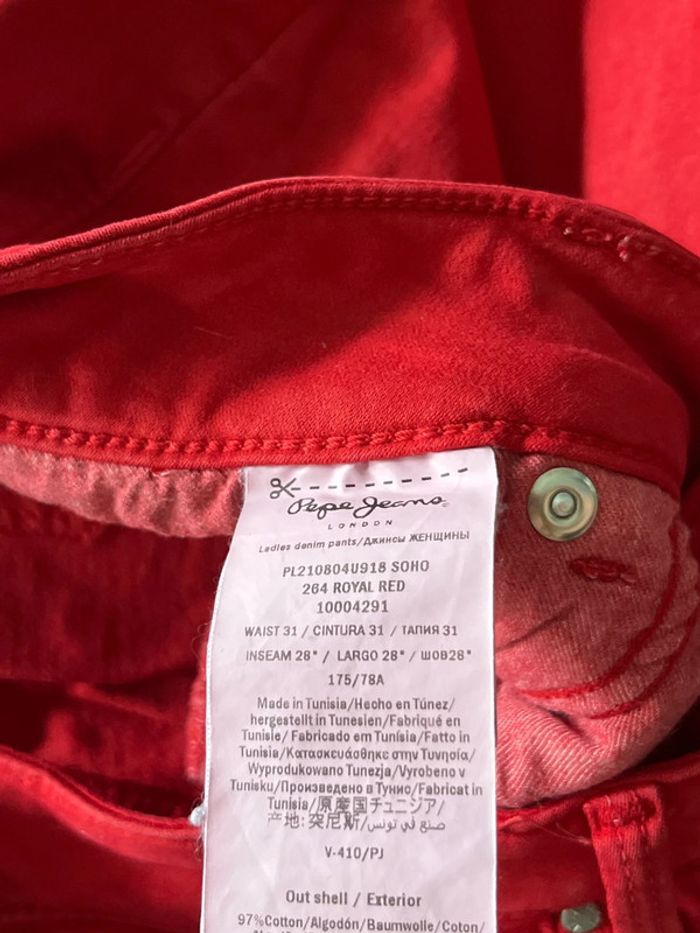 Pepe Jeans
LONDON
Ladies denim pants/Джинсы ЖЕНЩИНЫ
PL210804U918 SOHO
264 ROYAL RED
10004291
WAIST 31 / CINTURA 31 / ТАПИЯ 31
INSEAM 28" / LARGO 28" / ШОВ28"
175/78A
Made in Tunisia/Hecho en Túnez/
hergestellt in Tunesien/Fabriqué en
Tunisie/ Fabricado em Tunísia/Fatto in
Tunisia/Κατασκευάσθηκε στην Τυνησία/
Wyprodukowano Tunezja/Vyrobeno v
Tunisku/Произведено в Тунис/Fabricat in
Tunisia/原産国チュニジア/
产地: 突尼斯/صنع في تونس
V-410/PJ
Out shell / Exterior
97%Cotton/Algodón/Baumwolle/Coton/